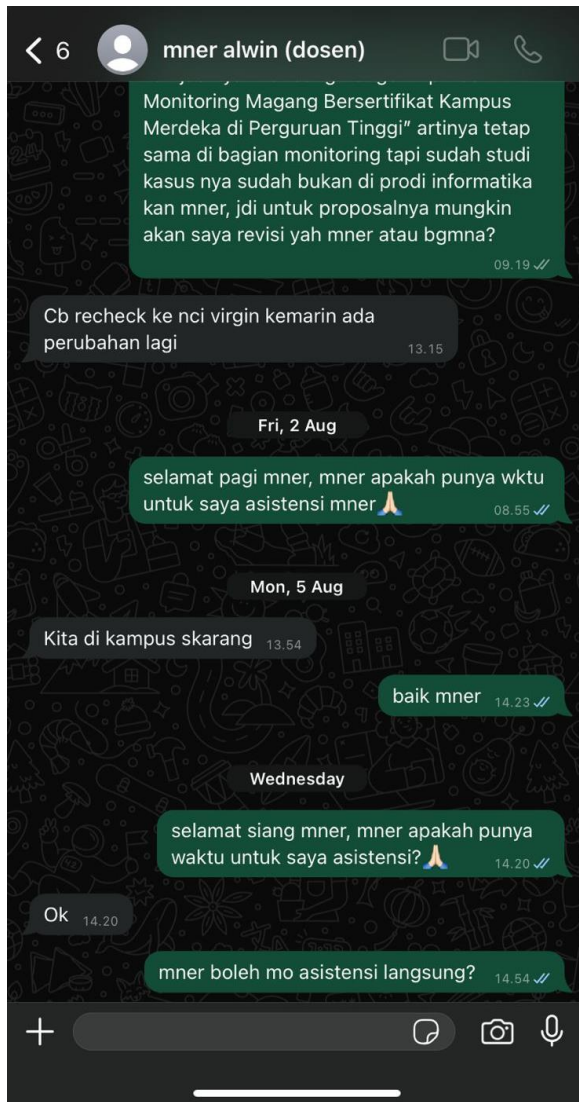 6
mner alwin (dosen)
Monitoring Magang Bersertifikat Kampus
Merdeka di Perguruan Tinggi” artinya tetap
sama di bagian monitoring tapi sudah studi
kasus nya sudah bukan di prodi informatika
kan mner, jdi untuk proposalnya mungkin
akan saya revisi yah mner atau bgmna?
09.19
Cb recheck ke nci virgin kemarin ada
perubahan lagi
13.15
Fri, 2 Aug
selamat pagi mner, mner apakah punya wktu
untuk saya asistensi mner🙏🏻
08.55
Mon, 5 Aug
Kita di kampus skarang 13.54
baik mner 14.23
Wednesday
selamat siang mner, mner apakah punya
waktu untuk saya asistensi?🙏🏻 14.20
Ok 14.20
mner boleh mo asistensi langsung? 14.54